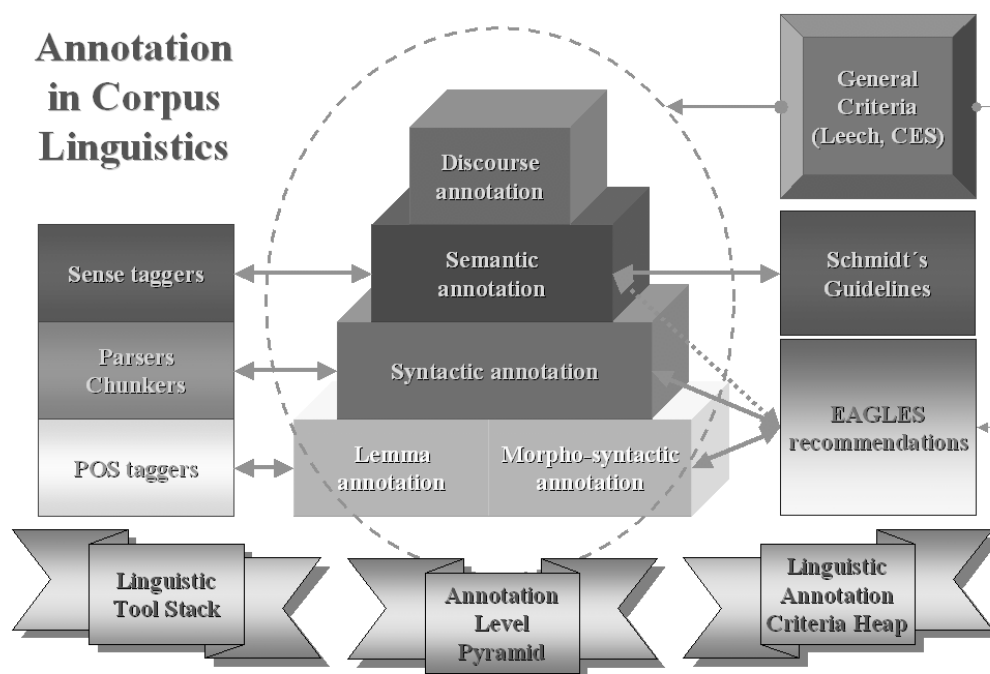 Annotation
in Corpus
Linguistics
General
Criteria
(Leech, CES)
Discourse
annotation
Sense taggers
Semantic
annotation
Schmidt´s
Guidelines
Parsers
Chunkers
Syntactic annotation
EAGLES
recommendations
POS taggers
Lemma
annotation
Morpho-syntactic
annotation
Linguistic
Tool Stack
Annotation
Level
Pyramid
Linguistic
Annotation
Criteria Heap